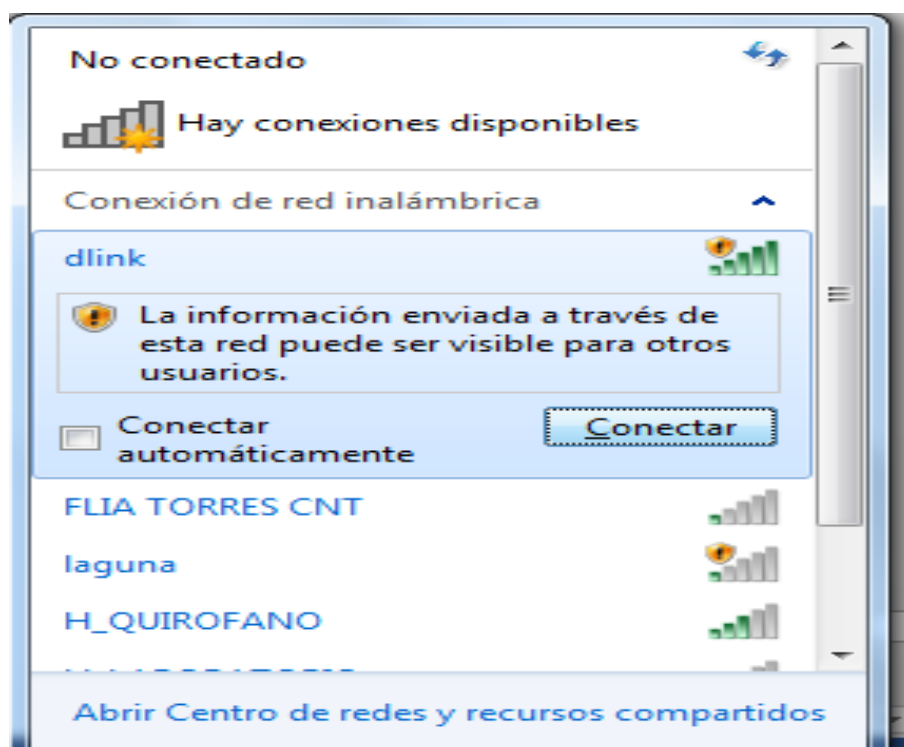 No conectado
Hay conexiones disponibles
Conexión de red inalámbrica
dlink
La información enviada a través de
esta red puede ser visible para otros
usuarios.
Conectar
automáticamente
Conectar
FLIA TORRES CNT
laguna
H_QUIROFANO
Abrir Centro de redes y recursos compartidos